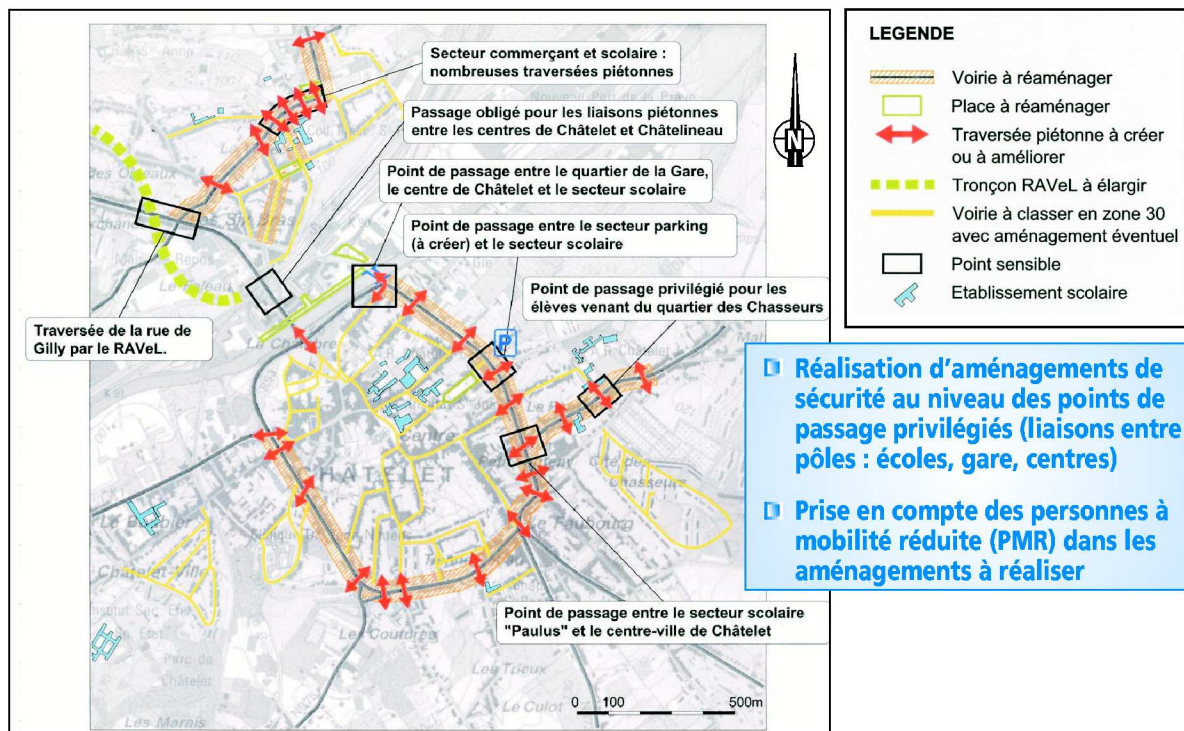 Secteur commerçant et scolaire :
nombreuses traversées piétonnes
Passage obligé pour les liaisons piétonnes
entre les centres de Châtelet et Châtelineau
Point de passage entre le quartier de la Gare,
le centre de Châtelet et le secteur scolaire
Point de passage entre le secteur parking
(à créer) et le secteur scolaire
Point de passage privilégié pour les
élèves venant du quartier des Chasseurs
Traversée de la rue de
Gilly par le RAVeL.
Point de passage entre le secteur scolaire
"Paulus" et le centre-ville de Châtelet
N
P
Centre
CHÂTELET
Cité des
Chasseurs
Le Faubourg
Châtelet-Ville
Les Coutures
Parc de
Châtelet
Les Trieux
Le Culot
Les Marais
0 100 500m
LEGENDE
Voirie à réaménager
Place à réaménager
Traversée piétonne à créer
ou à améliorer
Tronçon RAVeL à élargir
Voirie à classer en zone 30
avec aménagement éventuel
Point sensible
Etablissement scolaire
Réalisation d'aménagements de
sécurité au niveau des points de
passage privilégiés (liaisons entre
pôles : écoles, gare, centres)
Prise en compte des personnes à
mobilité réduite (PMR) dans les
aménagements à réaliser